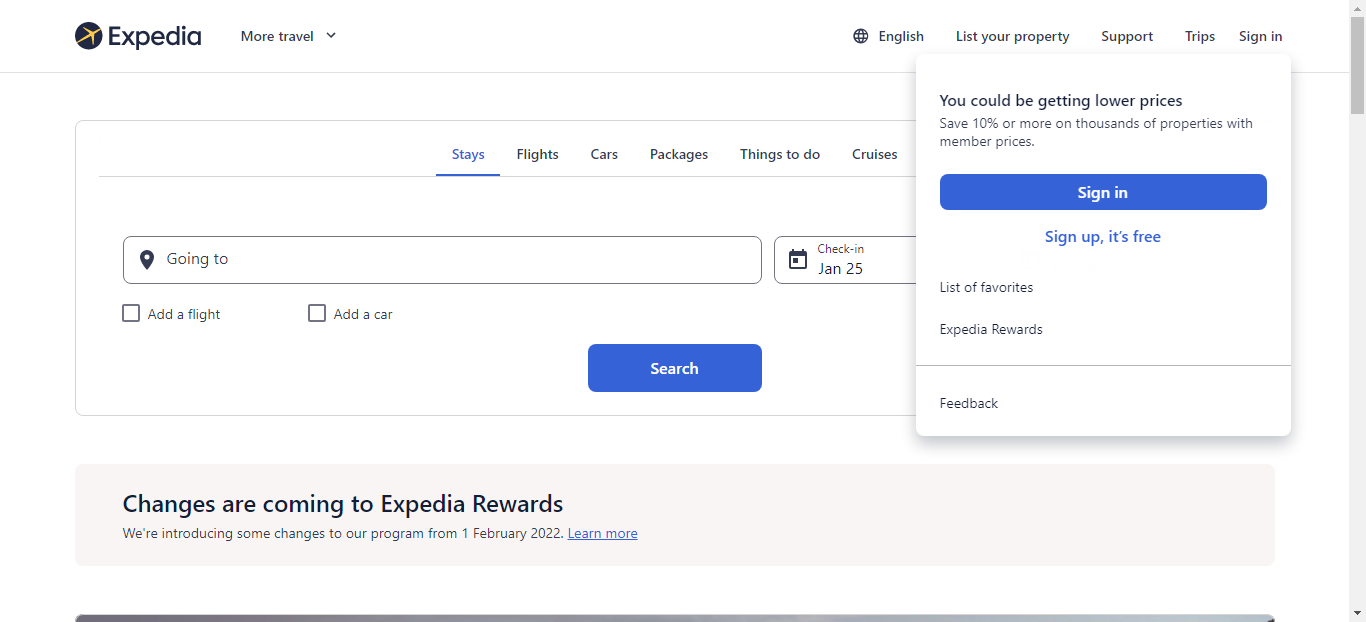 Expedia
More travel
English
List your property
Support
Trips
Sign in
You could be getting lower prices
Save 10% or more on thousands of properties with
member prices.
Sign in
Sign up, it's free
List of favorites
Expedia Rewards
Feedback
Stays
Flights
Cars
Packages
Things to do
Cruises
Going to
Check-in
Jan 25
Add a flight
Add a car
Search
Changes are coming to Expedia Rewards
We're introducing some changes to our program from 1 February 2022. Learn more